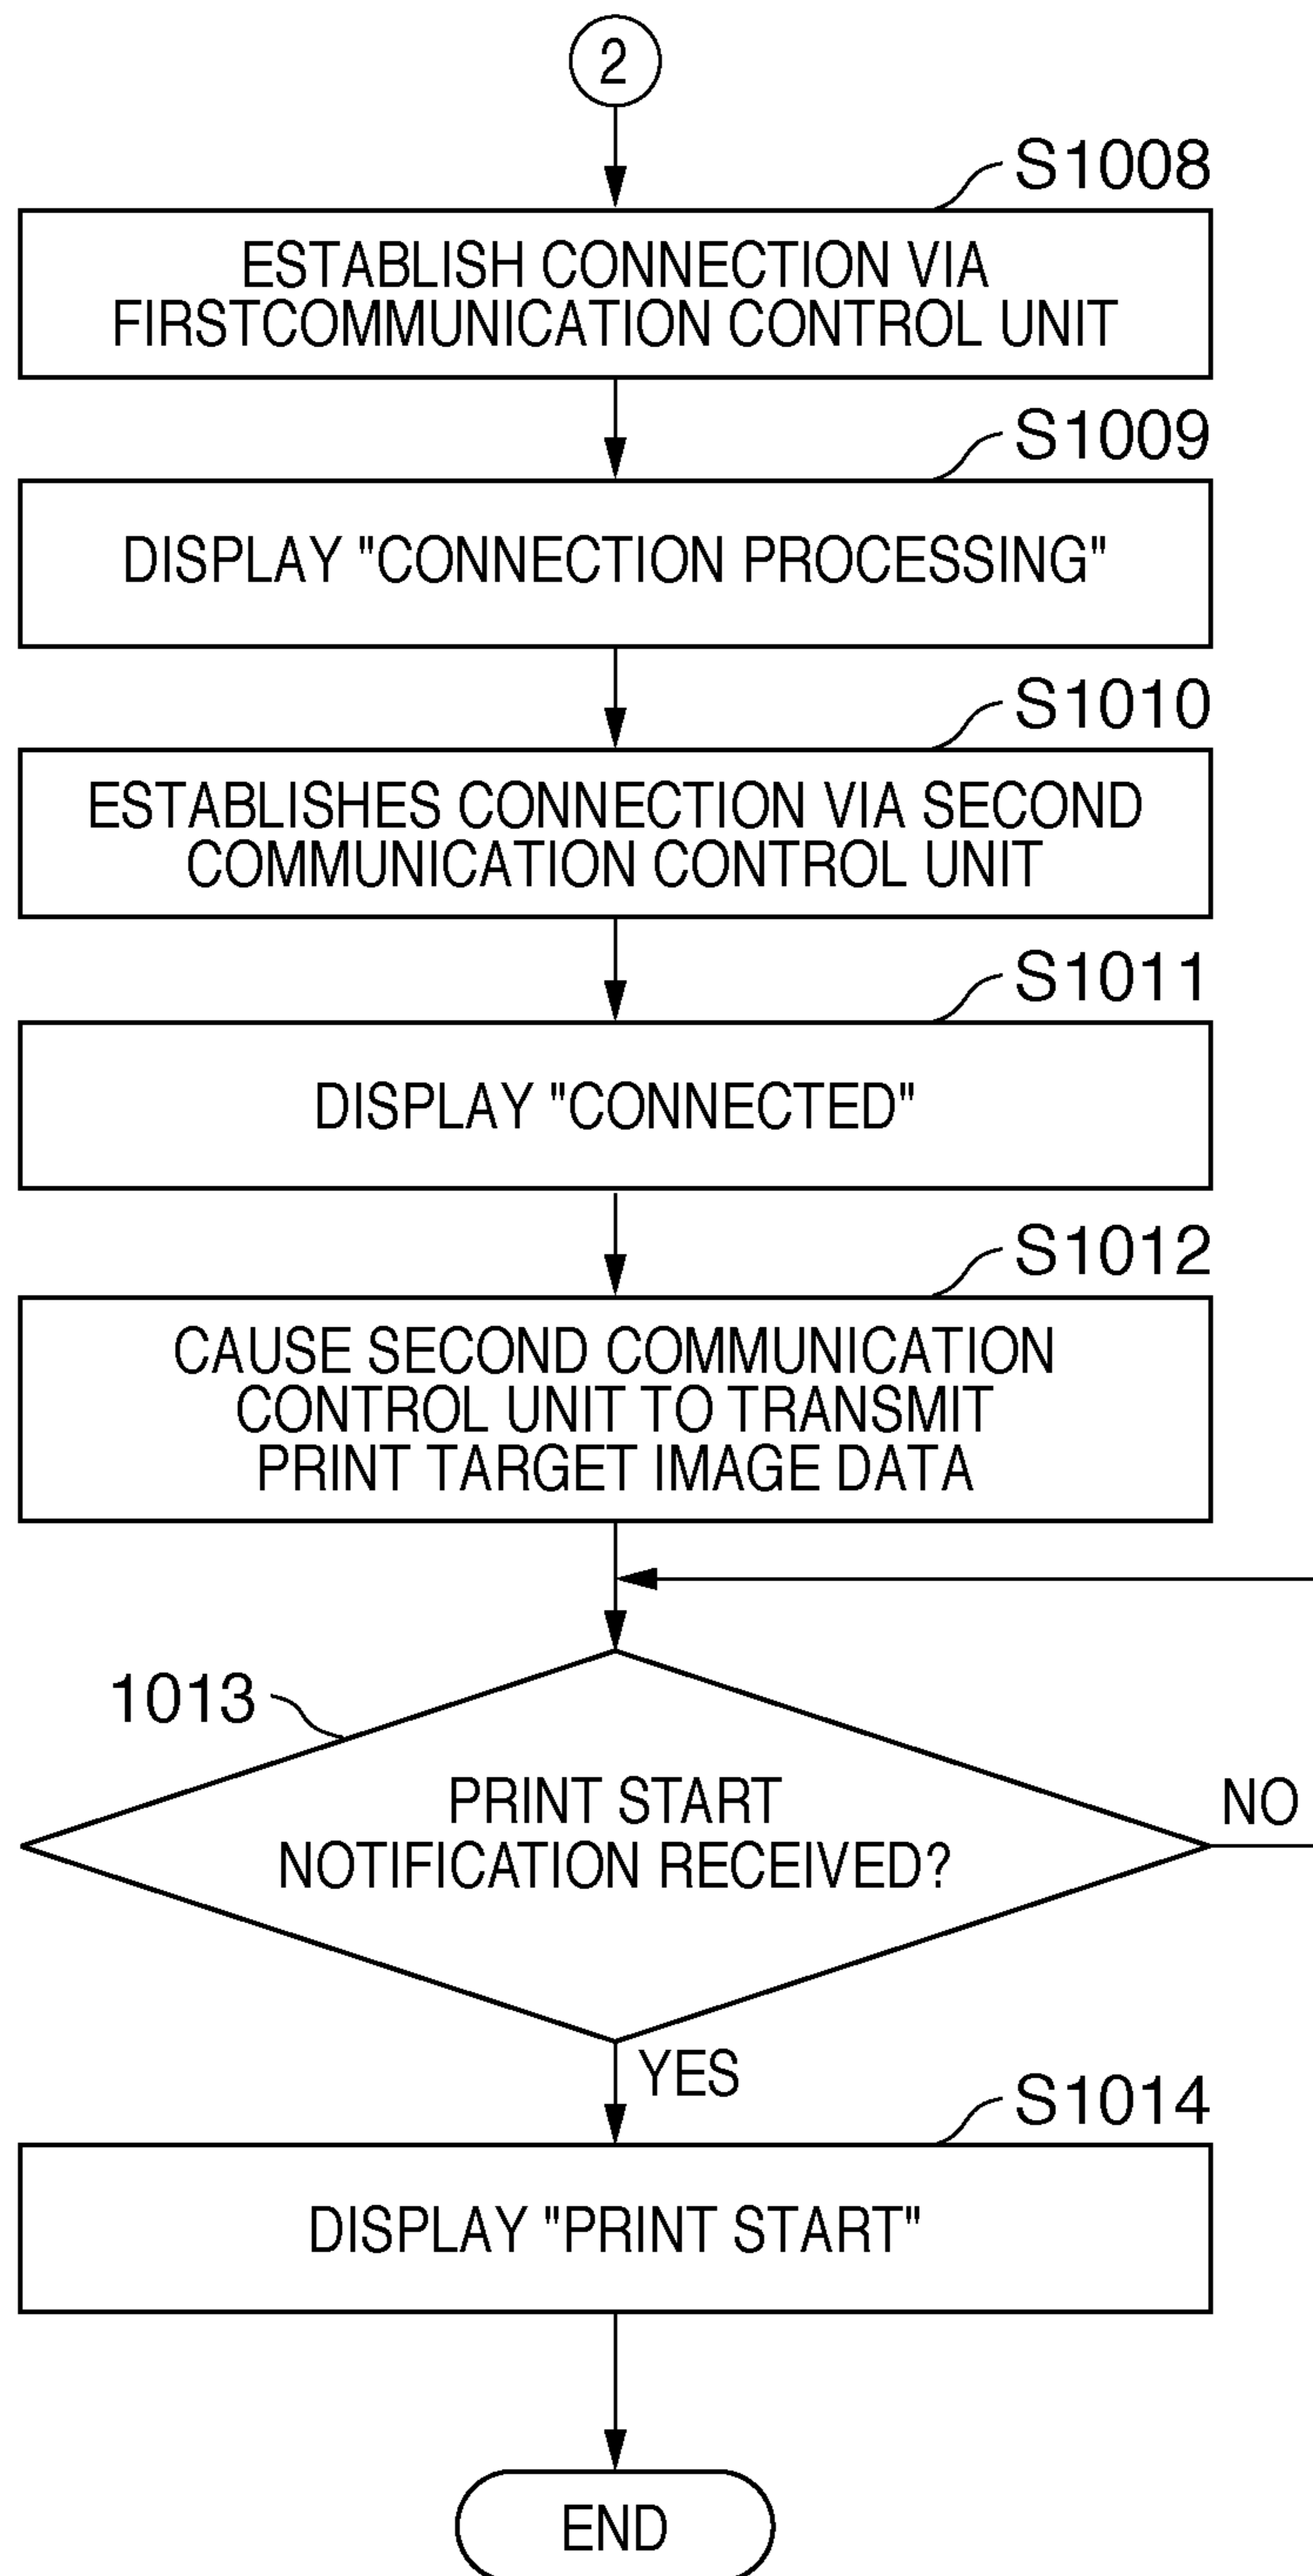 2
S1008
ESTABLISH CONNECTION VIA
FIRSTCOMMUNICATION CONTROL UNIT
S1009
DISPLAY "CONNECTION PROCESSING"
S1010
ESTABLISHES CONNECTION VIA SECOND
COMMUNICATION CONTROL UNIT
S1011
DISPLAY "CONNECTED"
S1012
CAUSE SECOND COMMUNICATION
CONTROL UNIT TO TRANSMIT
PRINT TARGET IMAGE DATA
1013
PRINT START
NOTIFICATION RECEIVED?
NO
YES
S1014
DISPLAY "PRINT START"
END